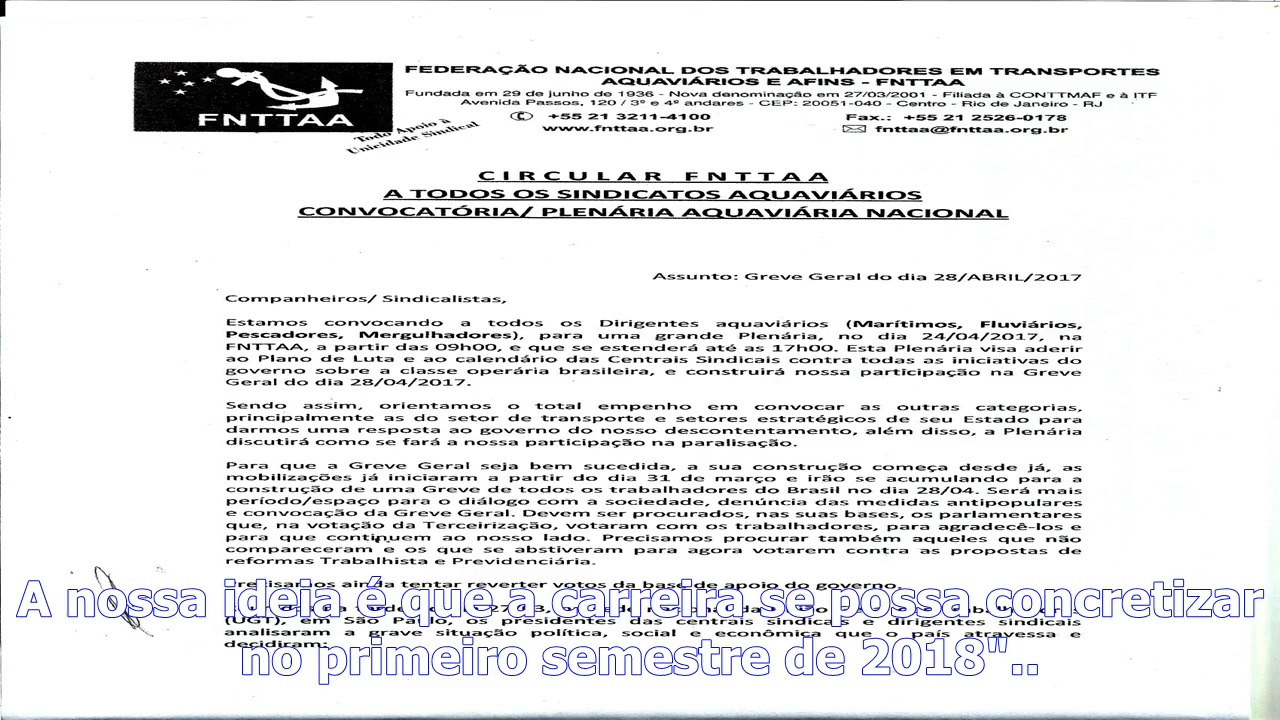 FNTTAA
Todo Apoio à
Unicidade Sindical
FEDERAÇÃO NACIONAL DOS TRABALHADORES EM TRANSPORTES
AQUAVIÁRIOS E AFINS - FNTTAA
Fundada em 29 de junho de 1936 - Nova denominação em 27/03/2001 - Filiada à CONTTMAF e à ITF
Avenida Passos, 120 / 3º e 4º andares - CEP: 20051-040 - Centro - Rio de Janeiro - RJ
+55 21 3211-4100 Fax.: +55 21 2526-0178
www.fnttaa.org.br fnttaa@fnttaa.org.br
CIRCULAR FNTTAA
A TODOS OS SINDICATOS AQUAVIÁRIOS
CONVOCATÓRIA/ PLENÁRIA AQUAVIÁRIA NACIONAL
Assunto: Greve Geral do dia 28/ABRIL/2017
Companheiros/ Sindicalistas,
Estamos convocando a todos os Dirigentes aquaviários (Marítimos, Fluviários,
Pescadores, Mergulhadores), para uma grande Plenária, no dia 24/04/2017, na
FNTTAA, a partir das 09h00, e que se estenderá até as 17h00. Esta Plenária visa aderir
ao Plano de Luta e ao calendário das Centrais Sindicais contra todas as iniciativas do
governo sobre a classe operária brasileira, e construirá nossa participação na Greve
Geral do dia 28/04/2017.
Sendo assim, orientamos o total empenho em convocar as outras categorias,
principalmente as do setor de transporte e setores estratégicos de seu Estado para
darmos uma resposta ao governo do nosso descontentamento, além disso, a Plenária
discutirá como se fará a nossa participação na paralisação.
Para que a Greve Geral seja bem sucedida, a sua construção começa desde já, as
mobilizações já iniciaram a partir do dia 31 de março e irão se acumulando para a
construção de uma Greve de todos os trabalhadores do Brasil no dia 28/04. Será mais
período/espaço para o diálogo com a sociedade, denúncia das medidas antipopulares
e convocação da Greve Geral. Devem ser procurados, nas suas bases, os parlamentares
que, na votação da Terceirização, votaram com os trabalhadores, para agradecê-los e
para que continuem ao nosso lado. Precisamos procurar também aqueles que não
compareceram e os que se abstiveram para agora votarem contra as propostas de
reformas Trabalhista e Previdenciária.
Precisamos ainda tentar reverter votos da base de apoio do governo.
A nossa ideia é que a carreira se possa concretizar
(UGT), em São Paulo, os presidentes das centrais sindicais e dirigentes sindicais
analisaram a grave situação política, social e econômica que o país atravessa e
decidiram:
no primeiro semestre de 2018"..